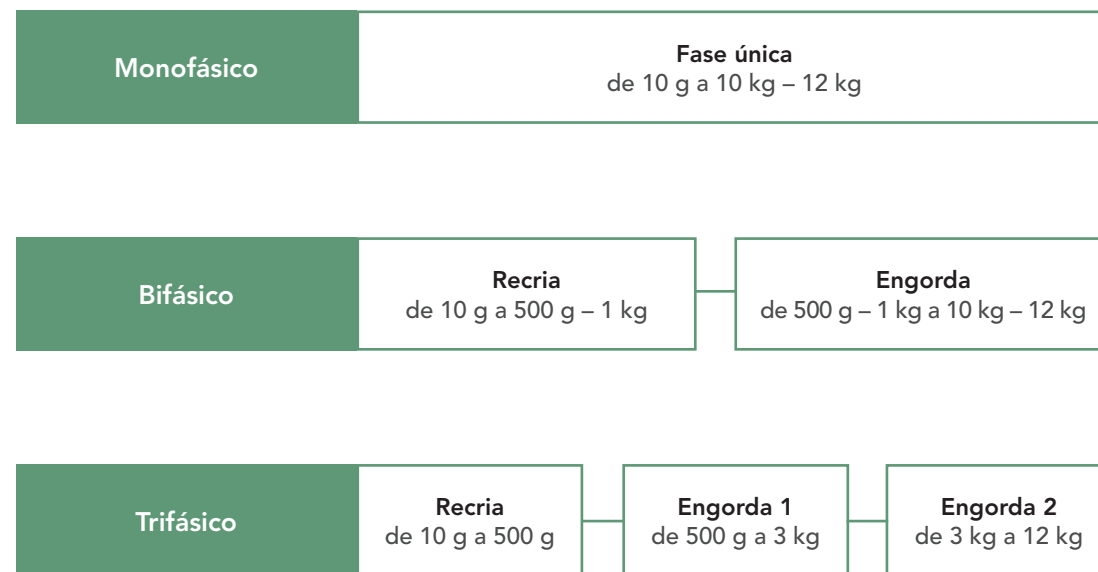 Monofásico
Fase única
de 10 g a 10 kg – 12 kg
Bifásico
Recria
de 10 g a 500 g – 1 kg
Engorda
de 500 g – 1 kg a 10 kg – 12 kg
Trifásico
Recria
de 10 g a 500 g
Engorda 1
de 500 g a 3 kg
Engorda 2
de 3 kg a 12 kg